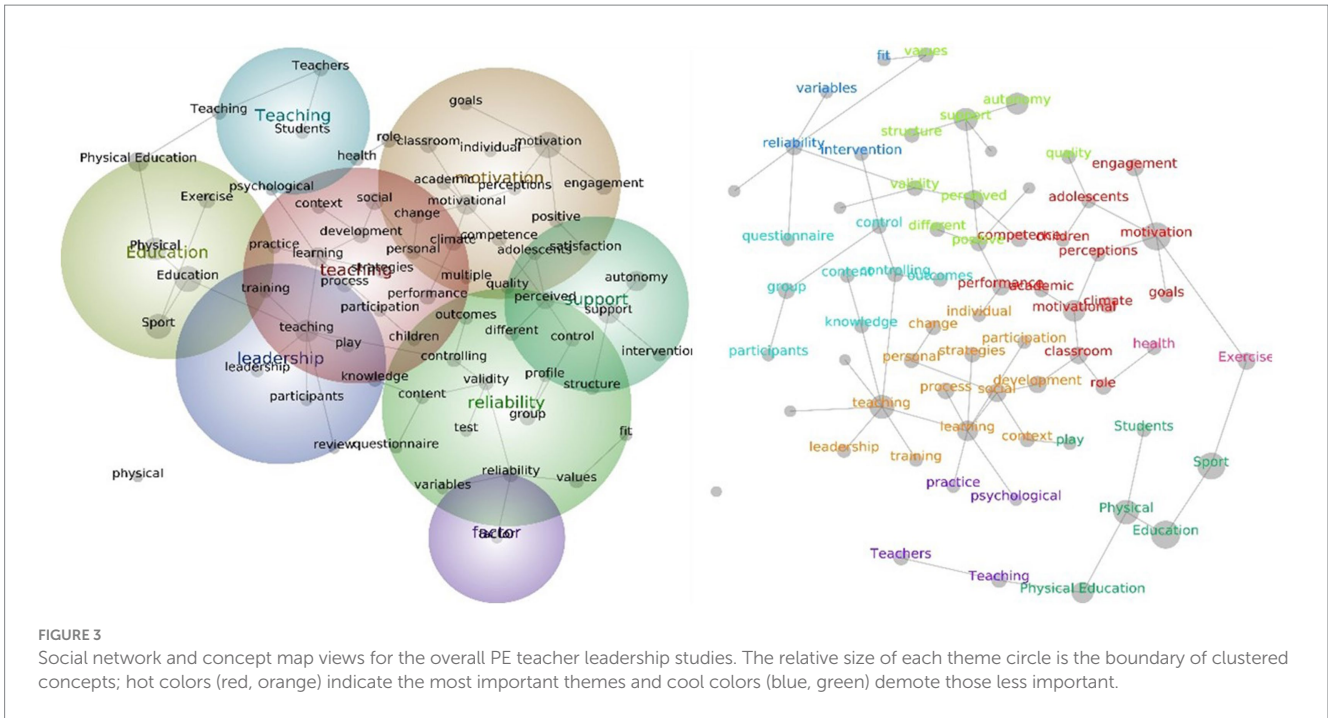 Teachers
Teaching
Teaching
Students
Physical Education
health
role
goals
classroom
individual
motivation
academic
motivation
perceptions
engagement
motivational
psychological
Exercise
context
social
change
positive
development
climate
competence
practice
learning
personal
adolescents
satisfaction
Physical
Education
teaching
strategies
process
multiple
quality
autonomy
Education
training
performance
perceived
support
support
participation
outcomes
Sport
teaching
play
children
different
control
intervention
leadership
leadership
controlling
knowledge
validity
profile
structure
participants
content
reliability
group
test
fit
review
questionnaire
physical
reliability
variables
values
factor
fit
values
variables
autonomy
support
structure
reliability
intervention
quality
engagement
validity
perceived
adolescents
control
different
positive
competence
children
motivation
questionnaire
perceptions
content
controlling
outcomes
performance
academic
group
motivational
climate
goals
individual
knowledge
change
participation
participants
personal
strategies
classroom
health
Exercise
process
social
development
role
teaching
learning
context
play
Students
leadership
training
Sport
practice
psychological
Physical
Education
Teachers
Teaching
Physical Education
FIGURE 3
Social network and concept map views for the overall PE teacher leadership studies. The relative size of each theme circle is the boundary of clustered
concepts; hot colors (red, orange) indicate the most important themes and cool colors (blue, green) demote those less important.